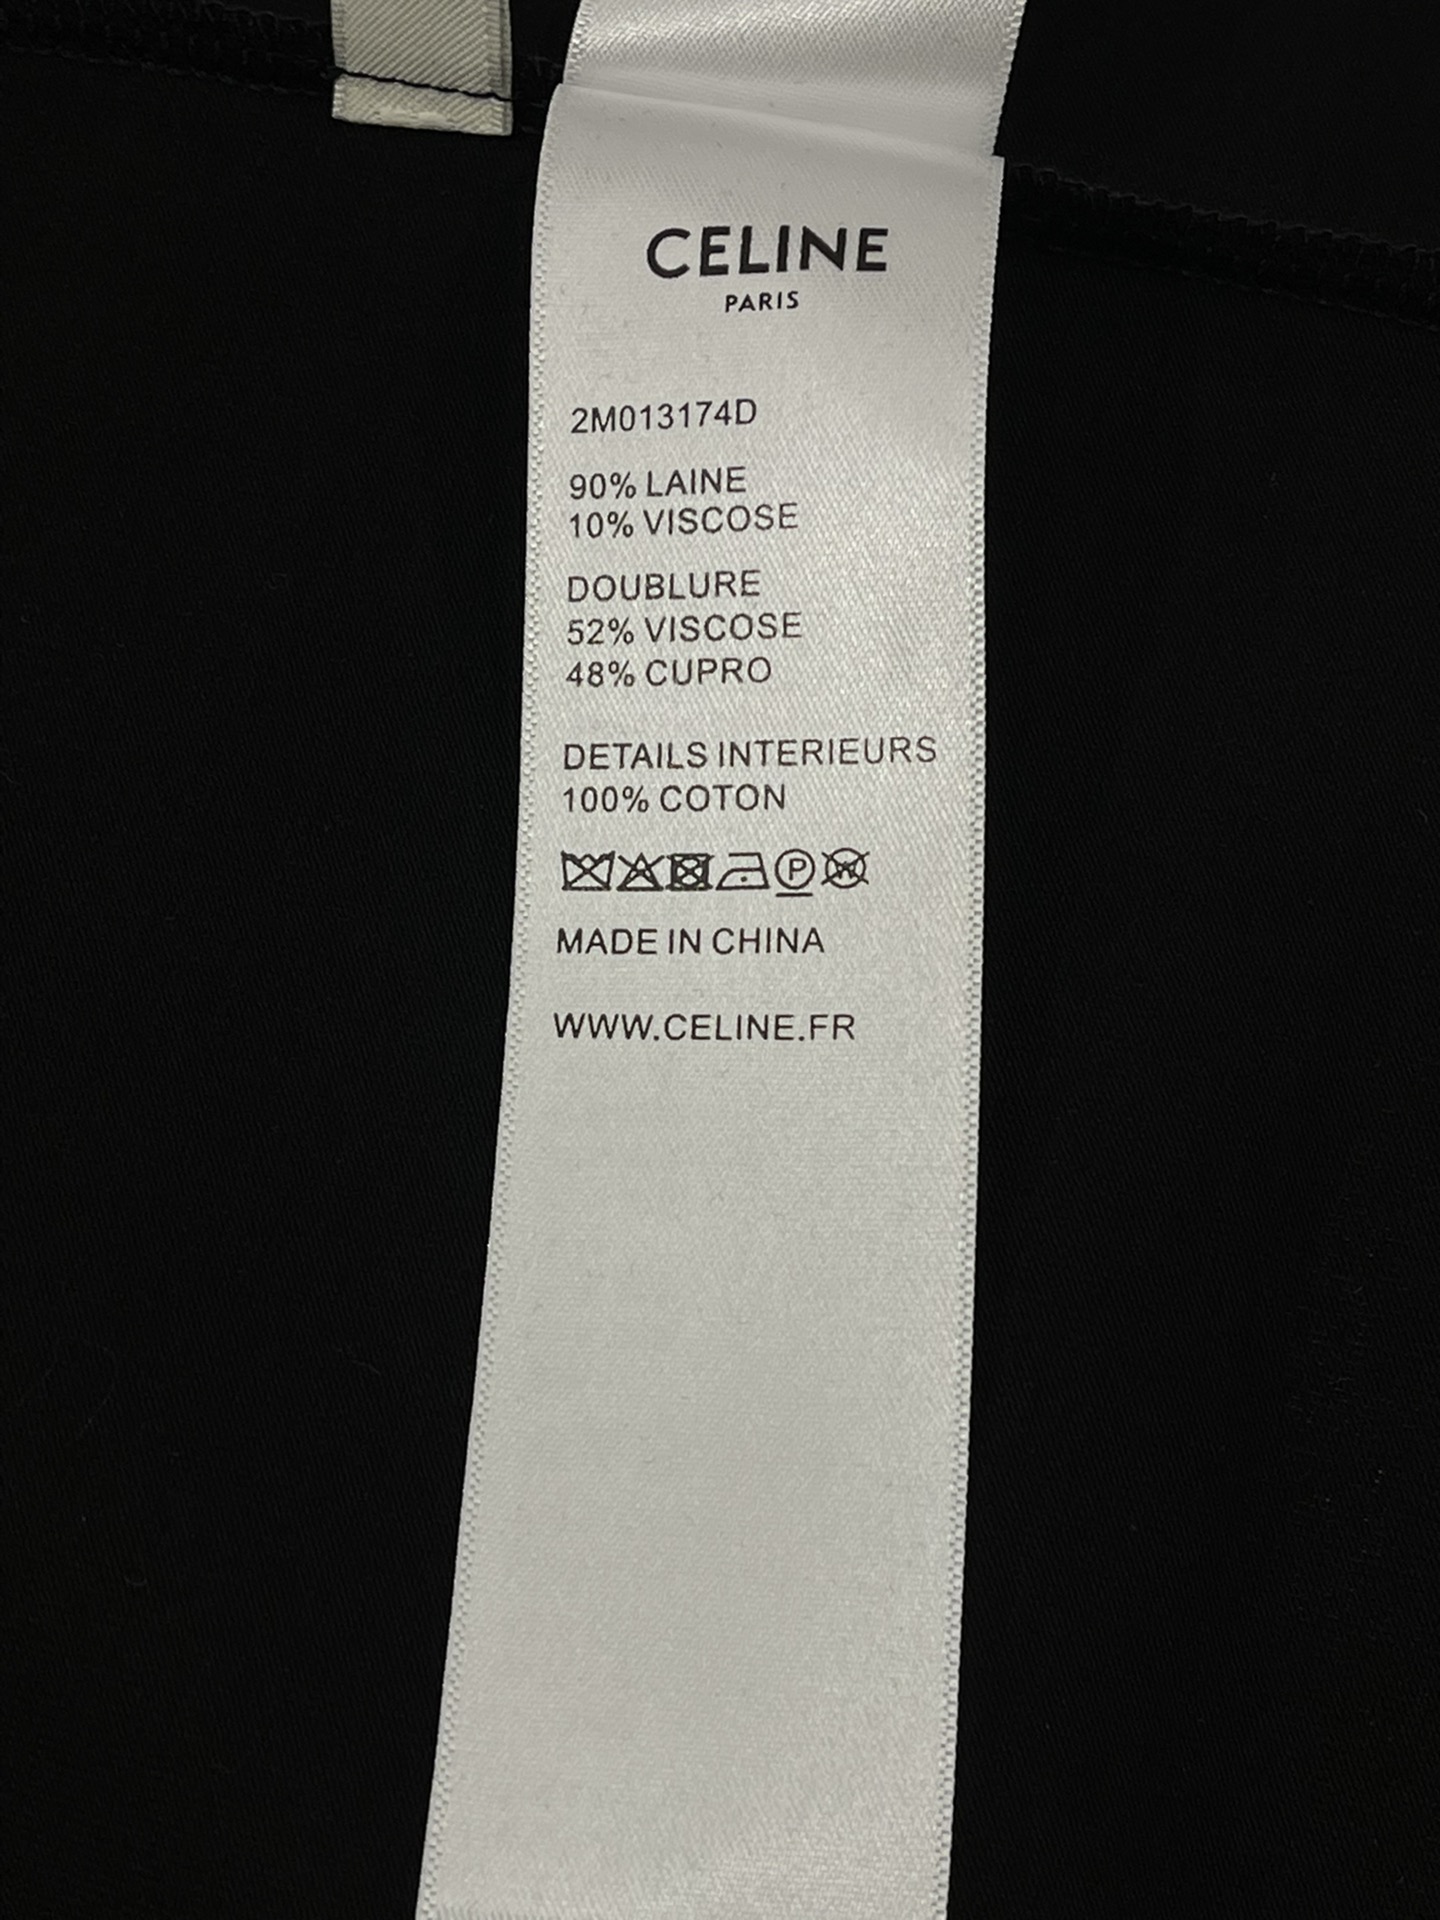 CELINE
PARIS
2M013174D
90% LAINE
10% VISCOSE
DOUBLURE
52% VISCOSE
48% CUPRO
DETAILS INTERIEURS
100% COTON
P W
MADE IN CHINA
WWW.CELINE.FR